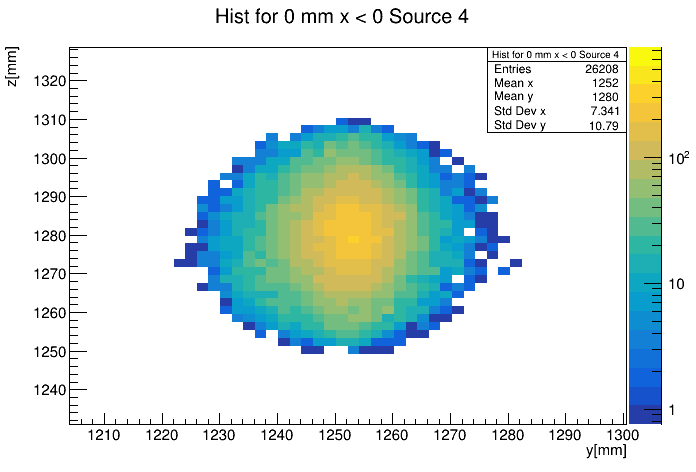 Hist for 0 mm x < 0 Source 4
z[mm]
Hist for 0 mm x < 0 Source 4
Entries 26208
Mean x 1252
Mean y 1280
Std Dev x 7.341
Std Dev y 10.79
1320
1310
1300
1290
1280
1270
1260
1250
1240
1210 1220 1230 1240 1250 1260 1270 1280 1290 1300
y[mm]
10²
10
1